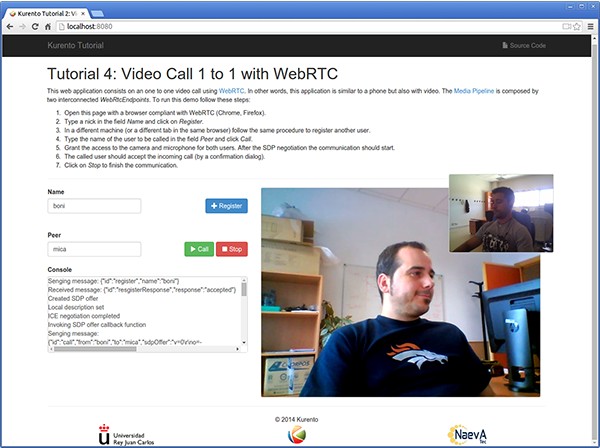 Kurento Tutorial 2: Vi
localhost:8080
Kurento Tutorial
Source Code
Tutorial 4: Video Call 1 to 1 with WebRTC
This web application consists on an one to one video call using WebRTC. In other words, this application is similar to a phone but also with video. The Media Pipeline is composed by
two interconnected WebRtcEndpoints. To run this demo follow these steps:
1. Open this page with a browser compliant with WebRTC (Chrome, Firefox).
2. Type a nick in the field Name and click on Register.
3. In a different machine (or a different tab in the same browser) follow the same procedure to register another user.
4. Type the name of the user to be called in the field Peer and click Call.
5. Grant the access to the camera and microphone for both users. After the SDP negotiation the communication should start.
6. The called user should accept the incoming call (by a confirmation dialog).
7. Click on Stop to finish the communication.
Name
boni
Register
Peer
mica
Call
Stop
Console
Senging message: {"id":"register","name":"boni"}
Received message: {"id":"resgisterResponse","response":"accepted"}
Created SDP offer
Local description set
ICE negotiation completed
Invoking SDP offer callback function
Senging message:
{"id":"call","from":"boni","to":"mica","sdpOffer":"v=0\r\no=-
© 2014 Kurento
Universidad
Rey Juan Carlos
NaevA
Tec